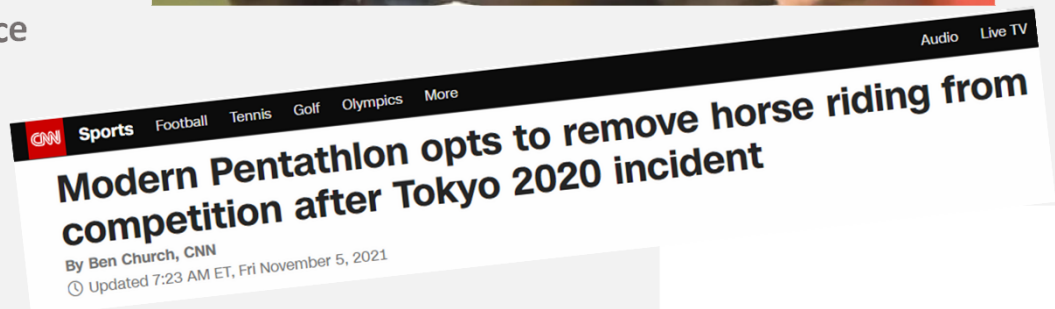 Audio Live TV
CNN Sports Football Tennis Golf Olympics More
Modern Pentathlon opts to remove horse riding from
competition after Tokyo 2020 incident
By Ben Church, CNN
Updated 7:23 AM ET, Fri November 5, 2021